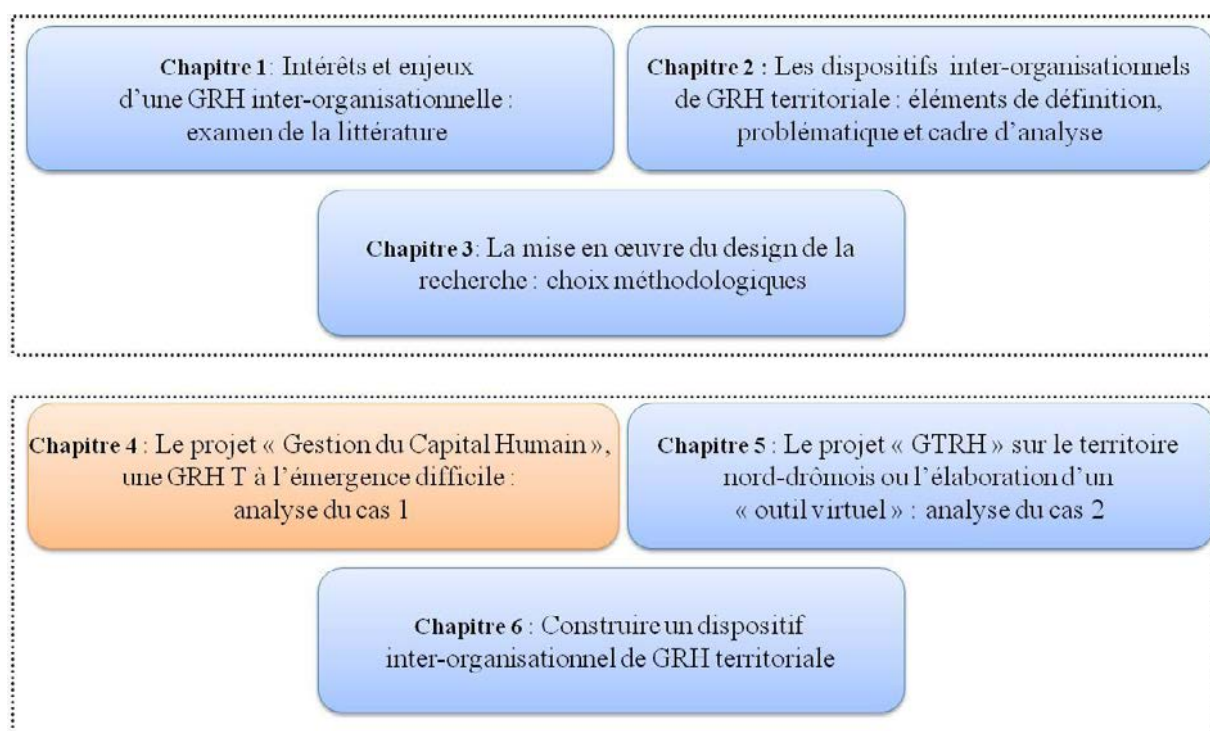 Chapitre 1: Intérêts et enjeux
d’une GRH inter-organisationnelle :
examen de la littérature
Chapitre 2 : Les dispositifs inter-organisationnels
de GRH territoriale : éléments de définition,
problématique et cadre d’analyse
Chapitre 3: La mise en œuvre du design de la
recherche : choix méthodologiques
Chapitre 4 : Le projet « Gestion du Capital Humain »,
une GRH T à l’émergence difficile :
analyse du cas 1
Chapitre 5 : Le projet « GTRH » sur le territoire
nord-drômois ou l’élaboration d’un
« outil virtuel » : analyse du cas 2
Chapitre 6 : Construire un dispositif
inter-organisationnel de GRH territoriale